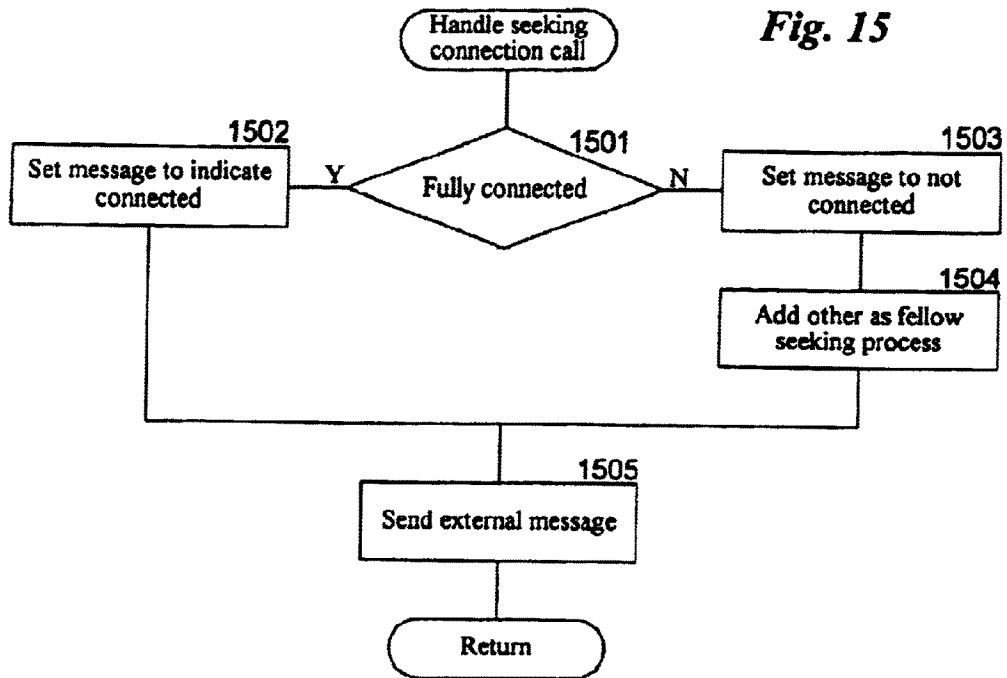 Handle seeking
connection call
Fig. 15
1501
Fully connected
Y
N
1502
Set message to indicate
connected
1503
Set message to not
connected
1504
Add other as fellow
seeking process
1505
Send external message
Return